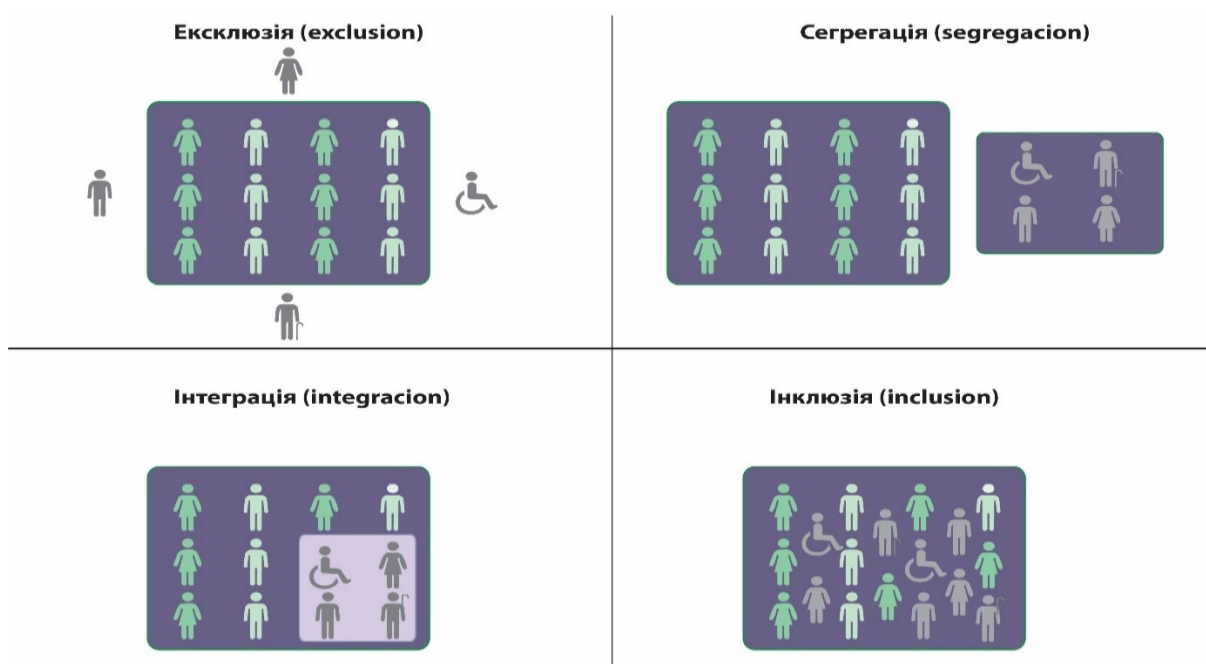 Ексклюзія (exclusion)
Сегрегація (segregacion)
Інтеграція (integracion)
Інклюзія (inclusion)